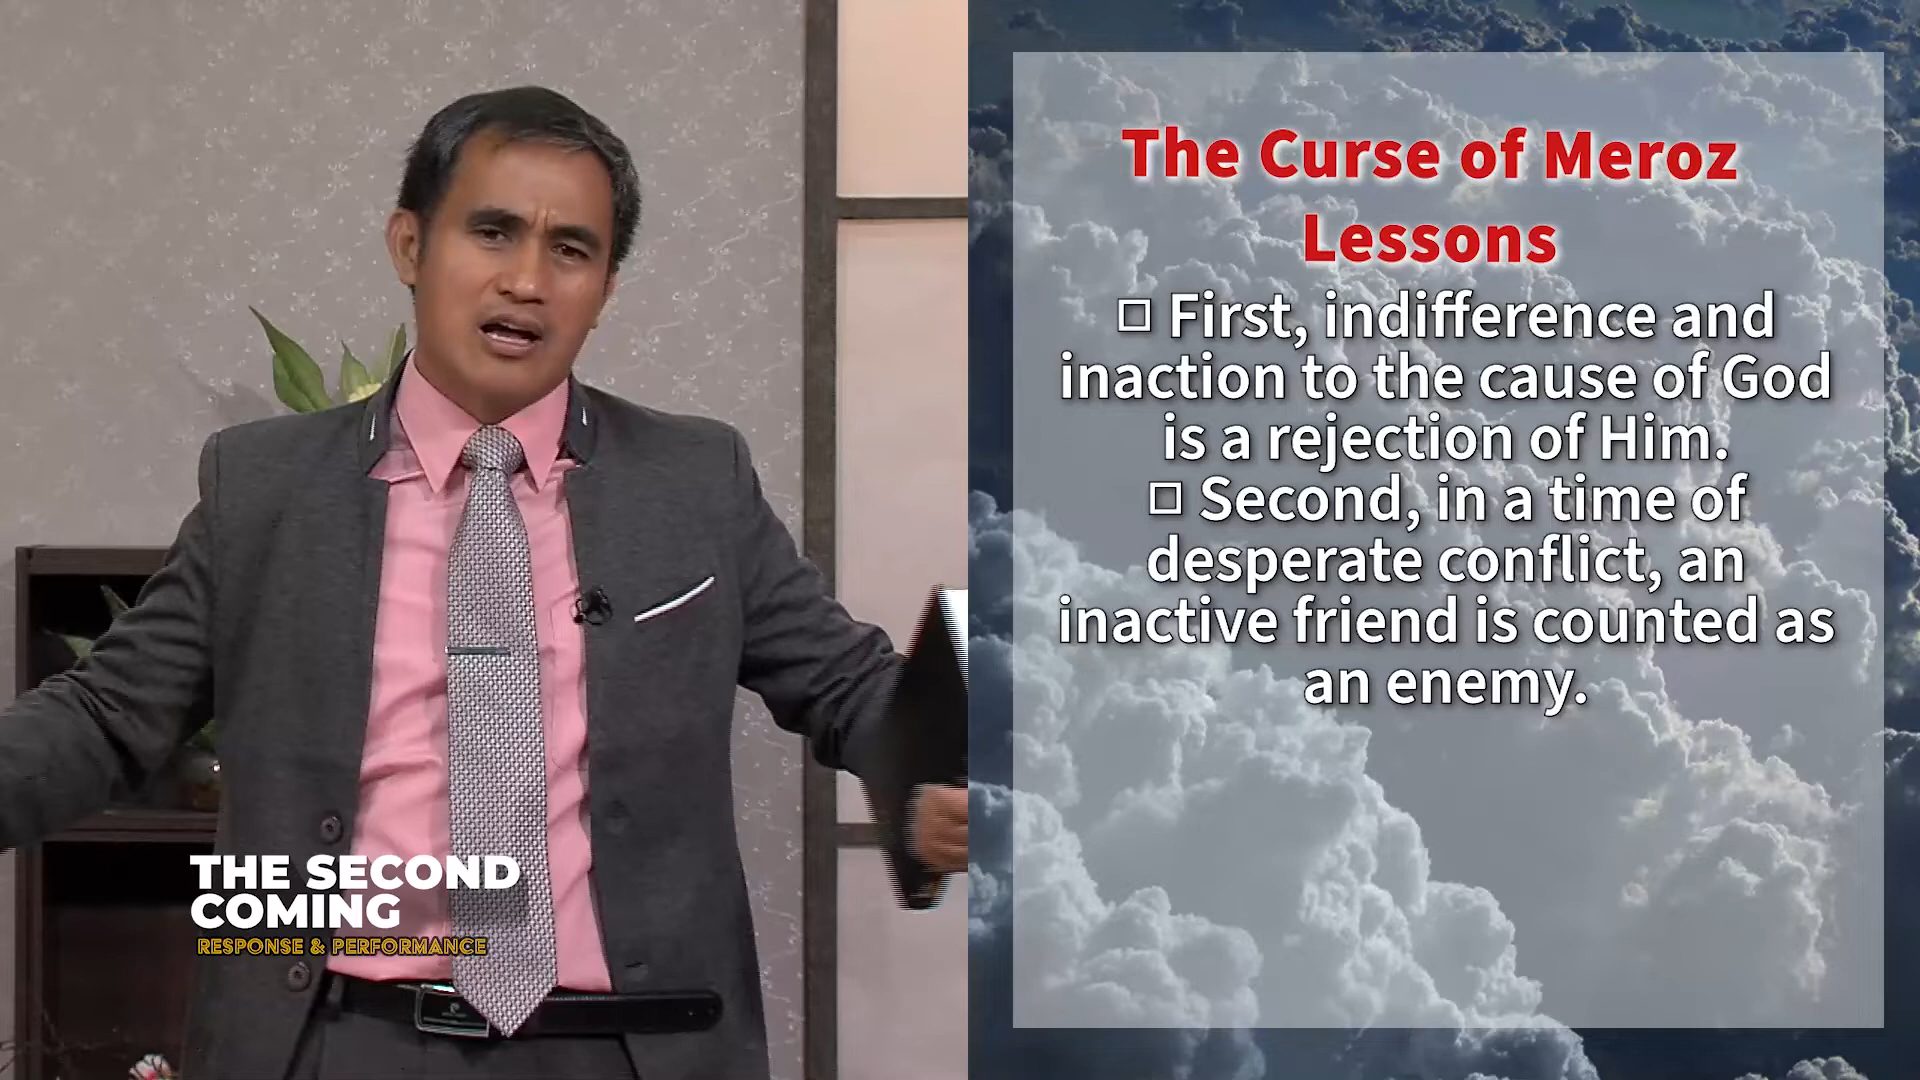 The Curse of Meroz
Lessons
□ First, indifference and
inaction to the cause of God
is a rejection of Him.
□ Second, in a time of
desperate conflict, an
inactive friend is counted as
an enemy.
THE SECOND
COMING
RESPONSE & PERFORMANCE